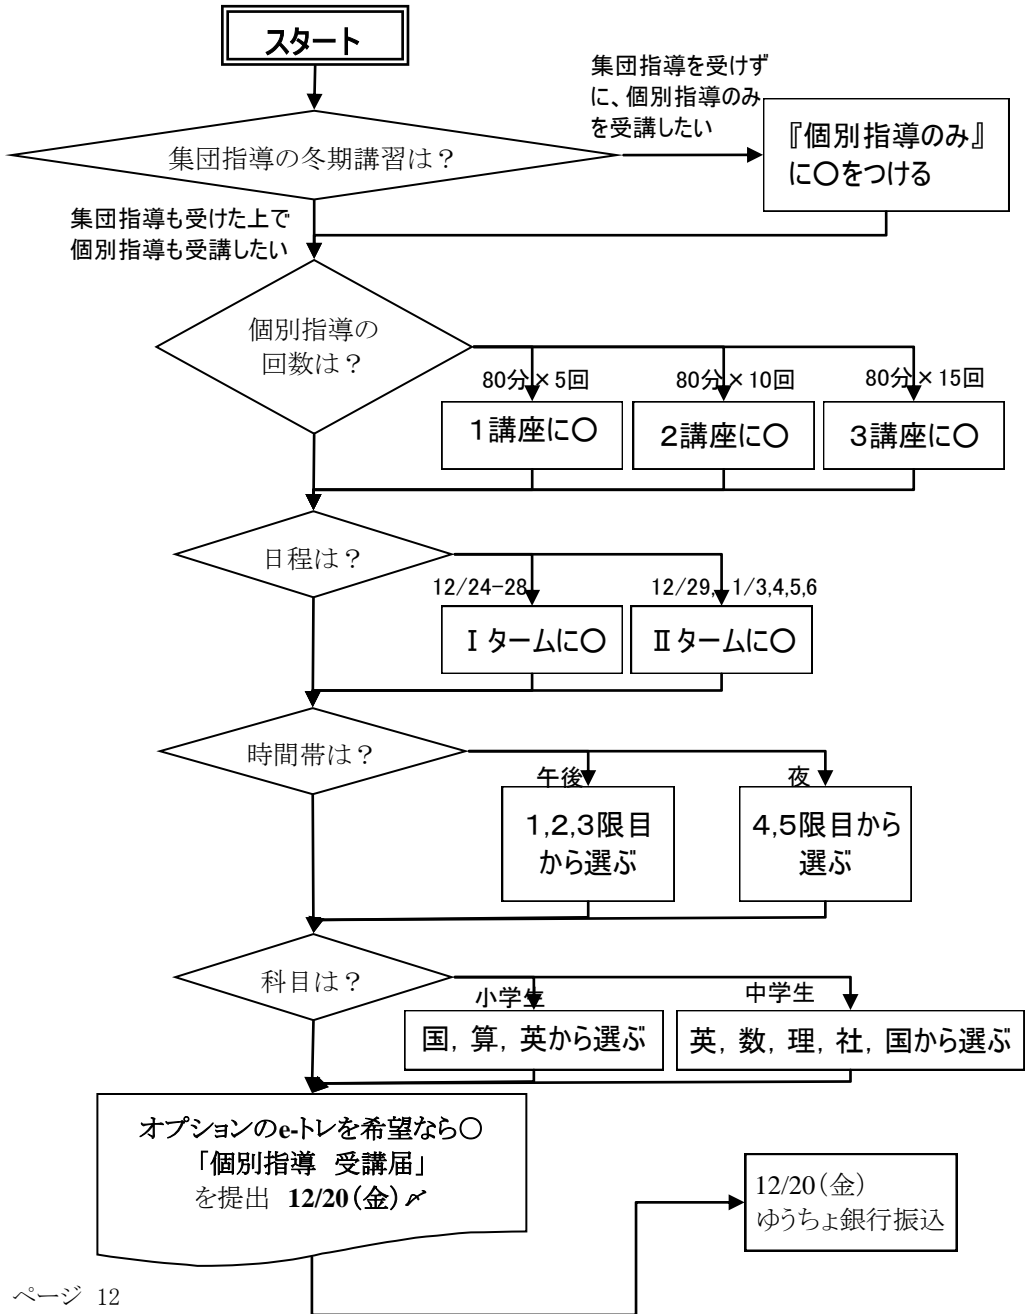 スタート
集団指導を受けず
に、個別指導のみ
を受講したい
集団指導の冬期講習は？
『個別指導のみ』
に〇をつける
集団指導も受けた上で
個別指導も受講したい
個別指導の
回数は？
80分×5回
80分×10回
80分×15回
１講座に〇
２講座に〇
３講座に〇
日程は？
12/24-28
12/29, 1/3,4,5,6
Ⅰタームに〇
Ⅱタームに〇
時間帯は？
午後
夜
1,2,3限目
から選ぶ
4,5限目から
選ぶ
科目は？
小学生
中学生
国, 算, 英から選ぶ
英, 数, 理, 社, 国から選ぶ
オプションのe-トレを希望なら〇
「個別指導　受講届」
を提出 12/20(金)〆
12/20(金)
ゆうちょ銀行振込
ページ 12